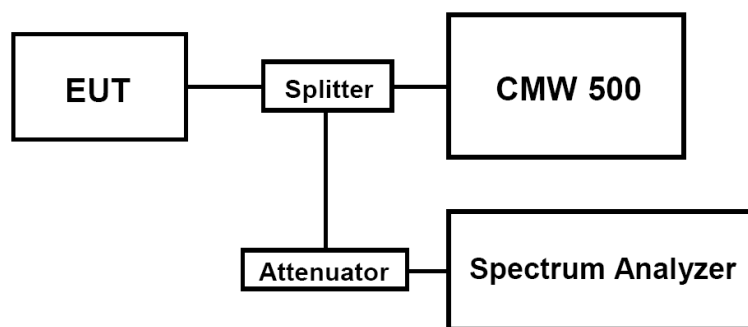 EUT
Splitter
CMW 500
Attenuator
Spectrum Analyzer